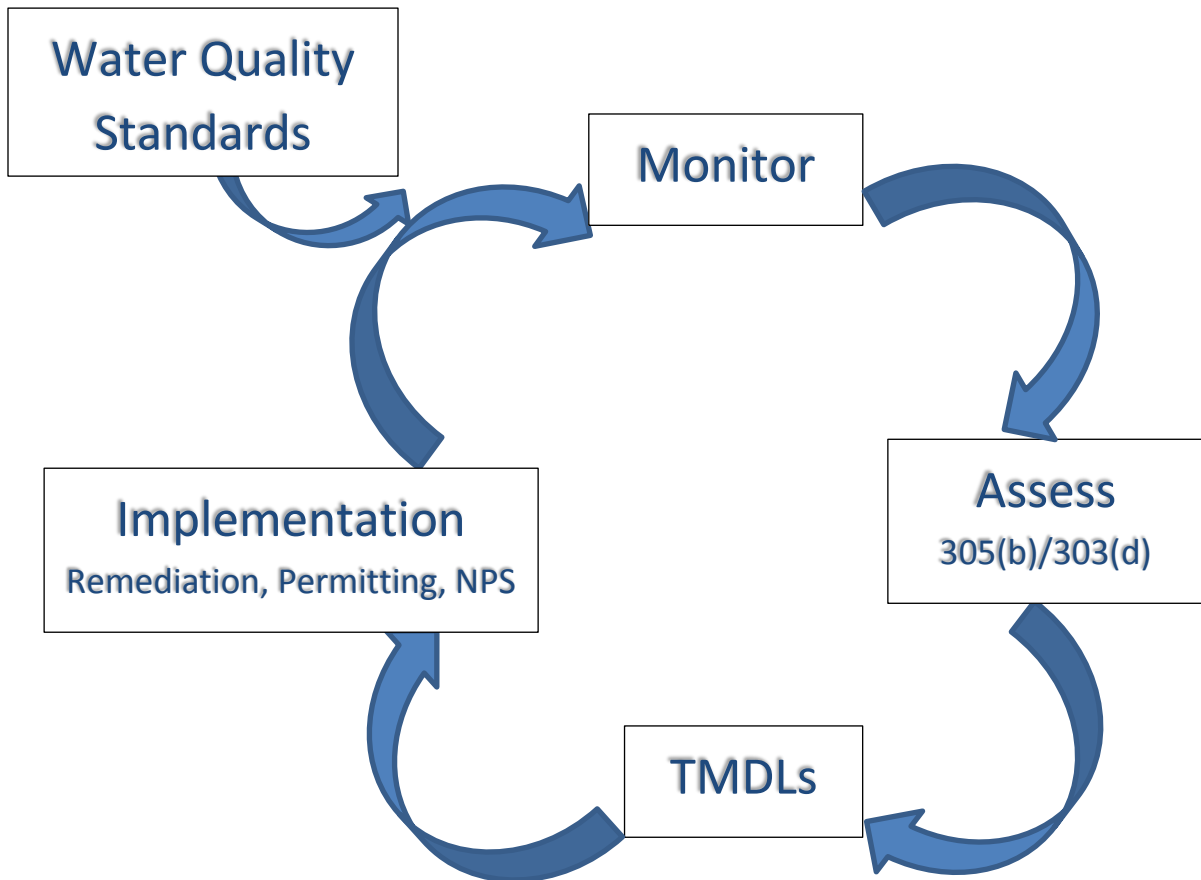 Water Quality
Standards
Monitor
Assess
305(b)/303(d)
TMDLs
Implementation
Remediation, Permitting, NPS